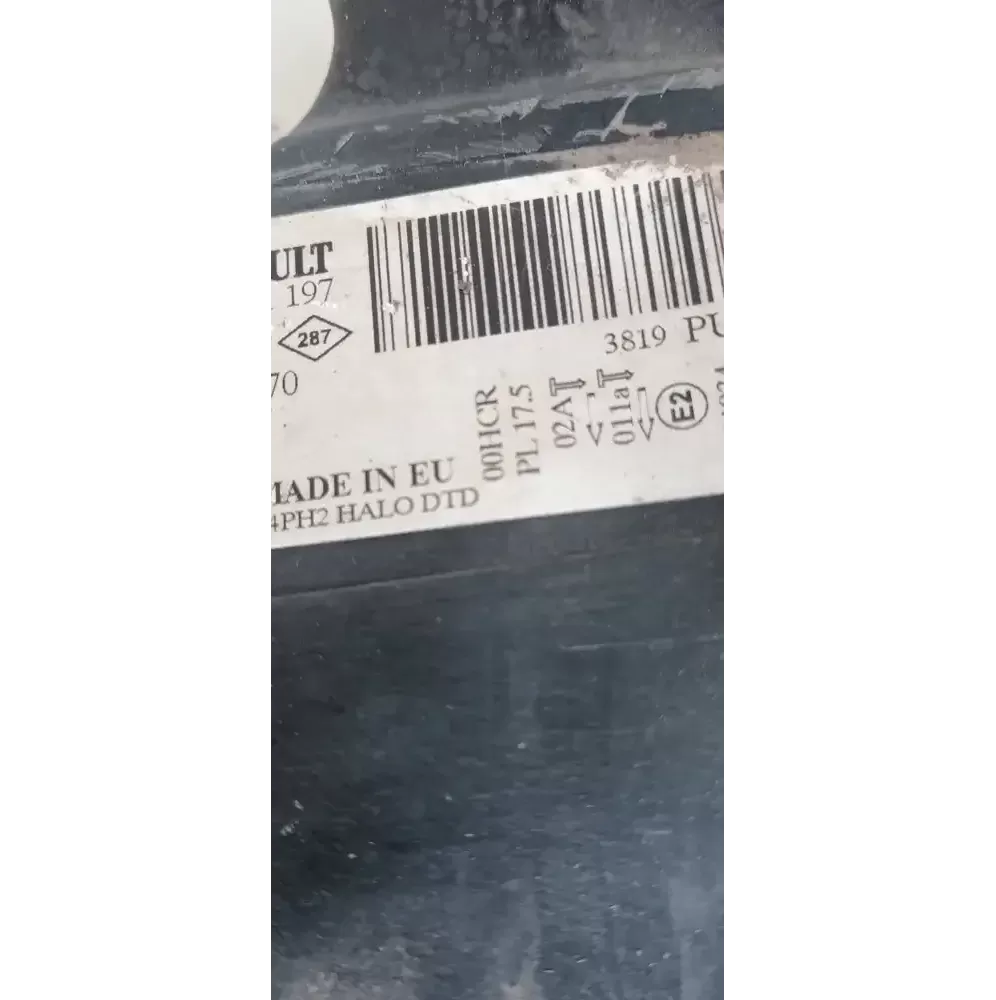 ULT
197
287
70
3819 PU
00HCR
PL 17.5
02A
011a
E2
MADE IN EU
4PH2 HALO DTD